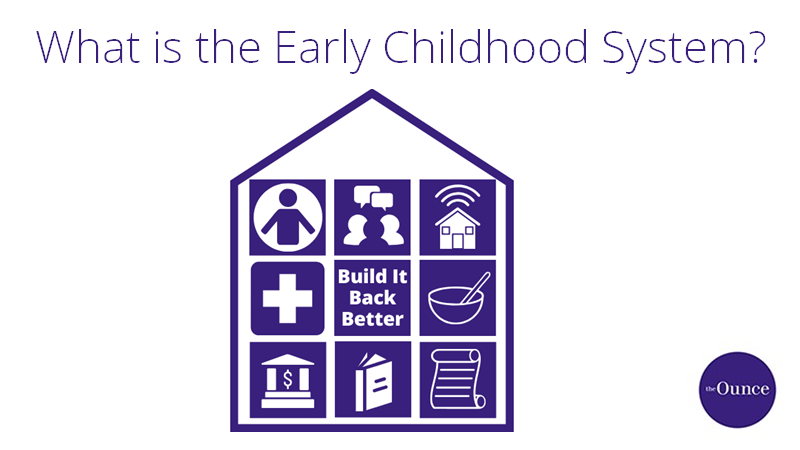 What is the Early Childhood System?
Build It
Back
Better
$
the Ounce